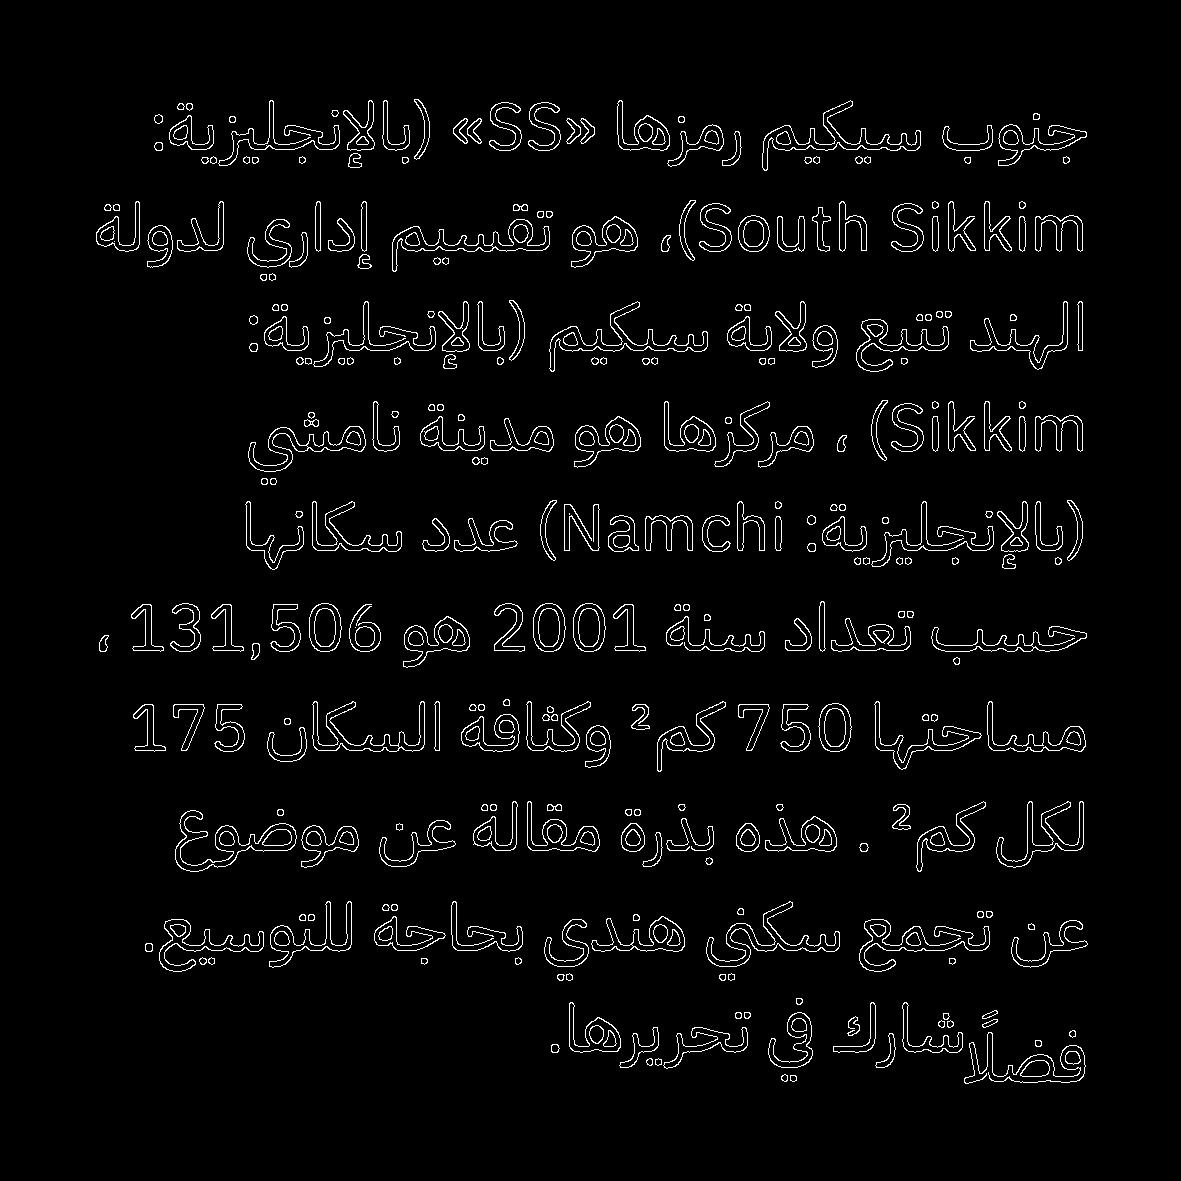 جنوب سيكيم رمزها «SS» (بالإنجليزية:
South Sikkim)، هو تقسيم إداري لدولة
الهند تتبع ولاية سيكيم (بالإنجليزية:
Sikkim) ، مركزها هو مدينة نامشي
(بالإنجليزية: Namchi) عدد سكانها
حسب تعداد سنة 2001 هو 131,506 ،
مساحتها 750 كم² وكثافة السكان 175
لكل كم² . هذه بذرة مقالة عن موضوع
عن تجمع سكني هندي بحاجة للتوسيع.
فضلًا شارك في تحريرها.